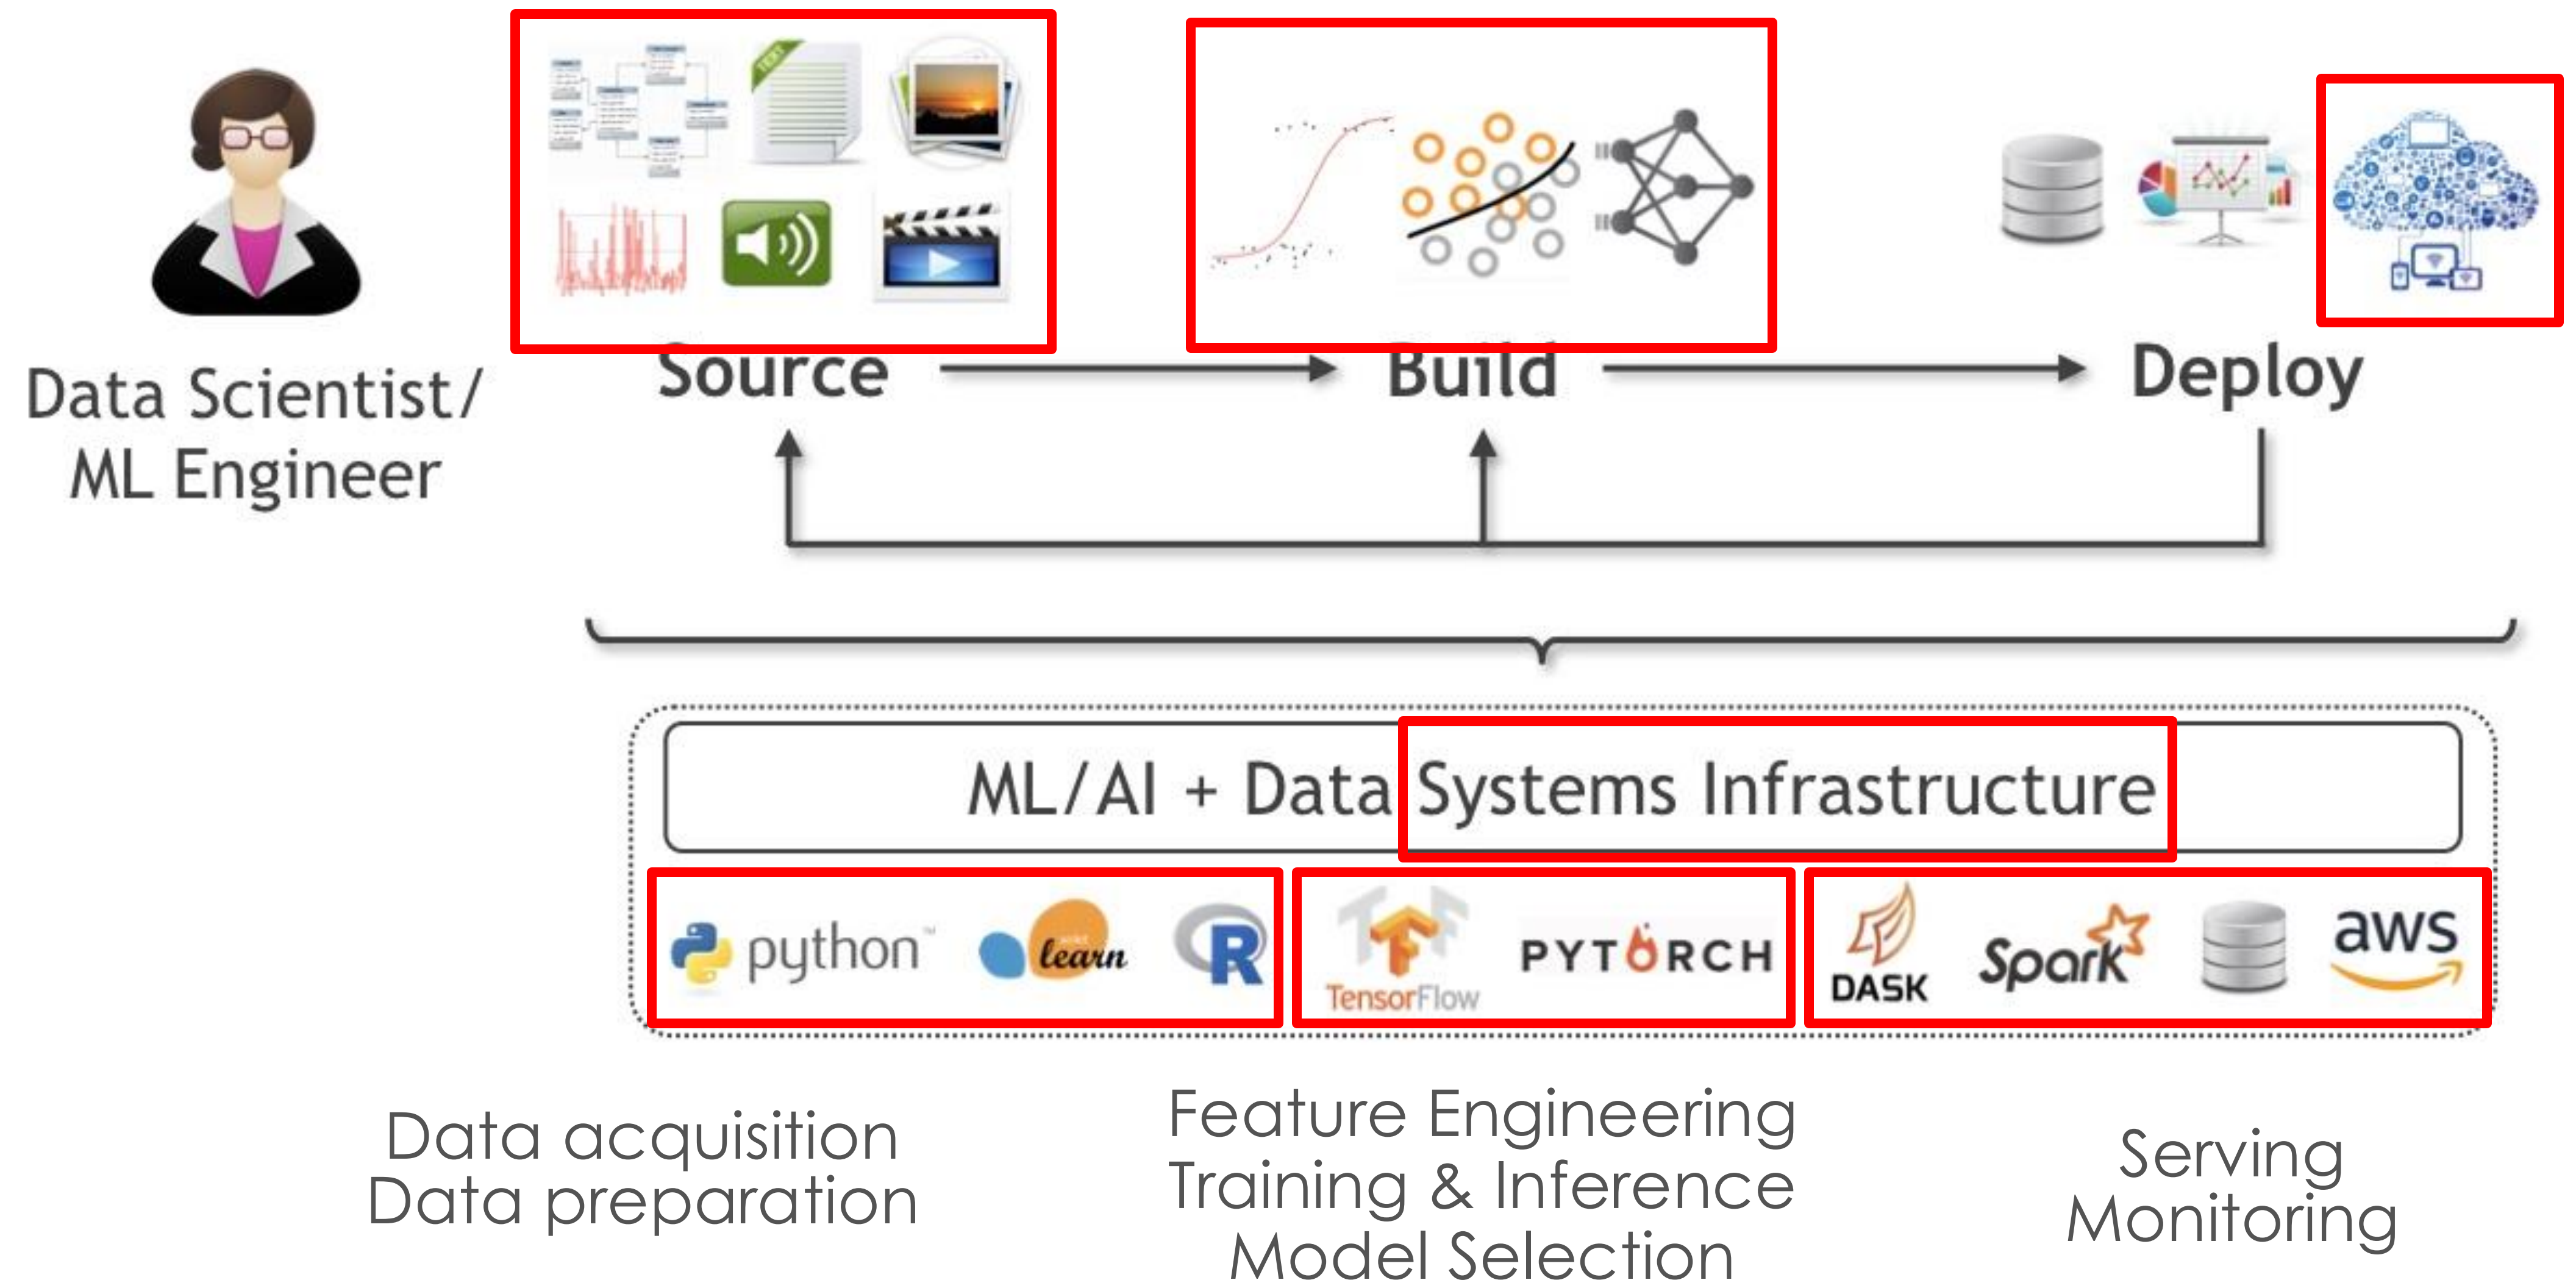 TEXT
Data Scientist/
ML Engineer
Source
Build
Deploy
ML/AI + Data Systems Infrastructure
python
learn
R
TensorFlow
PYTORCH
DASK
Spark
aws
Data acquisition
Data preparation
Feature Engineering
Training & Inference
Model Selection
Serving
Monitoring